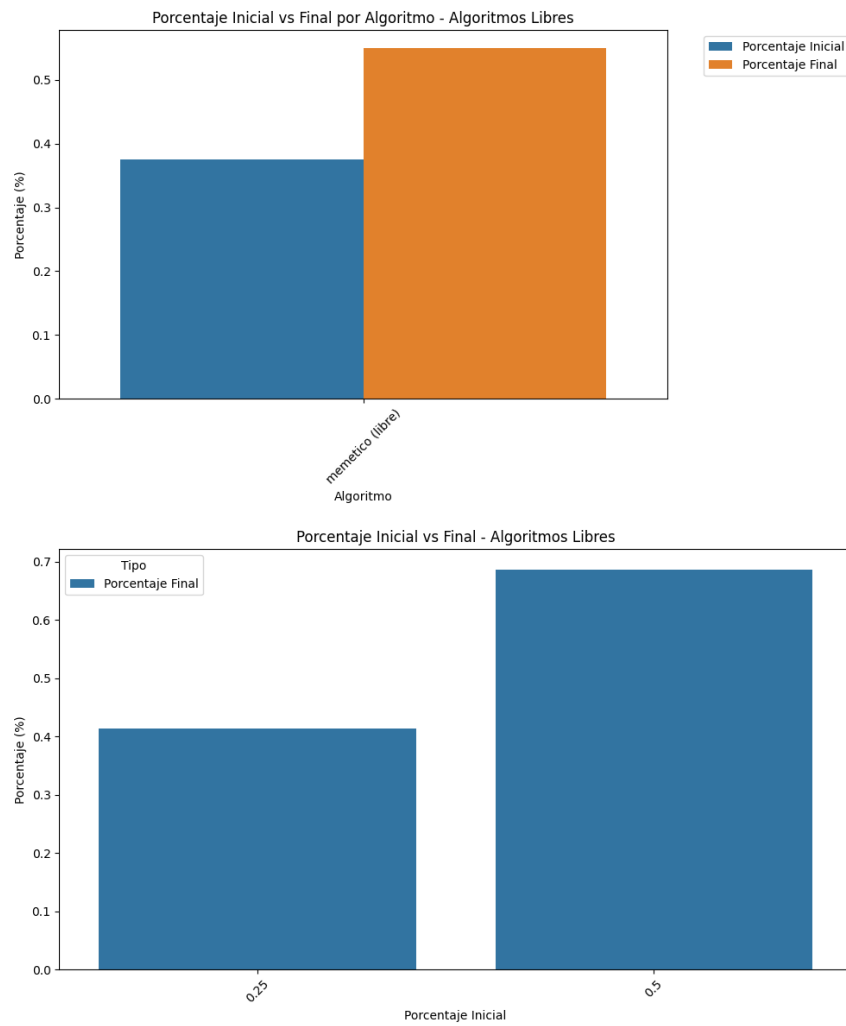 Porcentaje Inicial vs Final por Algoritmo - Algoritmos Libres
Porcentaje Inicial
Porcentaje Final
Porcentaje (%)
0.5
0.4
0.3
0.2
0.1
0.0
memetico (libre)
Algoritmo
Porcentaje Inicial vs Final - Algoritmos Libres
Tipo
Porcentaje Final
Porcentaje (%)
0.7
0.6
0.5
0.4
0.3
0.2
0.1
0.0
0.25
0.5
Porcentaje Inicial